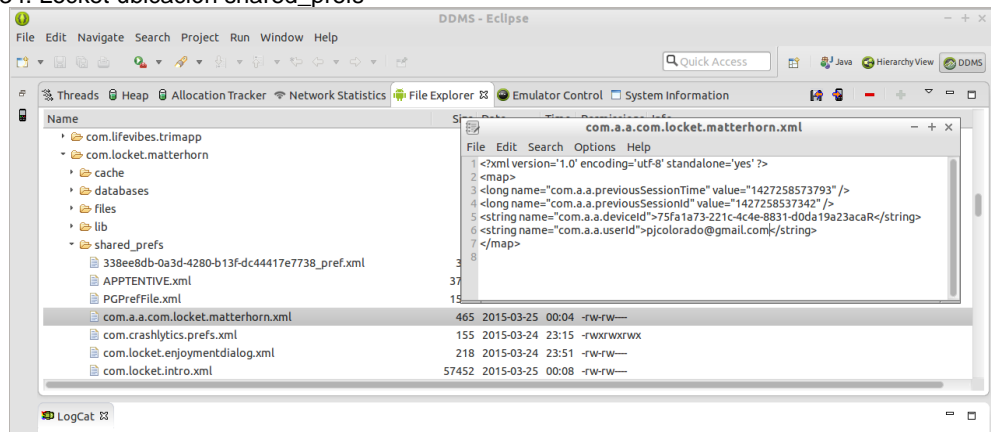 DDMS - Eclipse
File Edit Navigate Search Project Run Window Help
Quick Access
Java
Hierarchy View
DDMS
Threads Heap Allocation Tracker Network Statistics File Explorer Emulator Control System Information
Name
com.lifevibes.trimapp
com.locket.matterhorn
cache
databases
files
lib
shared_prefs
338ee8db-0a3d-4280-b13f-dc44417e7738_pref.xml
APPTENTIVE.xml
PGPrefFile.xml
com.a.a.com.locket.matterhorn.xml 465 2015-03-25 00:04 -rw-rw—
com.crashlytics.prefs.xml 155 2015-03-24 23:15 -rwxrwxrwx
com.locket.enjoymentdialog.xml 218 2015-03-24 23:51 -rw-rw—
com.locket.intro.xml 57452 2015-03-25 00:08 -rw-rw—
com.a.a.com.locket.matterhorn.xml
File Edit Search Options Help
1 <?xml version='1.0' encoding='utf-8' standalone='yes' ?>
2 <map>
3 <long name="com.a.a.previousSessionTime" value="1427258573793" />
4 <long name="com.a.a.previousSessionId" value="1427258537342" />
5 <string name="com.a.a.deviceId">75fa1a73-221c-4c4e-8831-d0da19a23acaR</string>
6 <string name="com.a.a.userId">pjcolorado@gmail.com</string>
7 </map>
8
LogCat